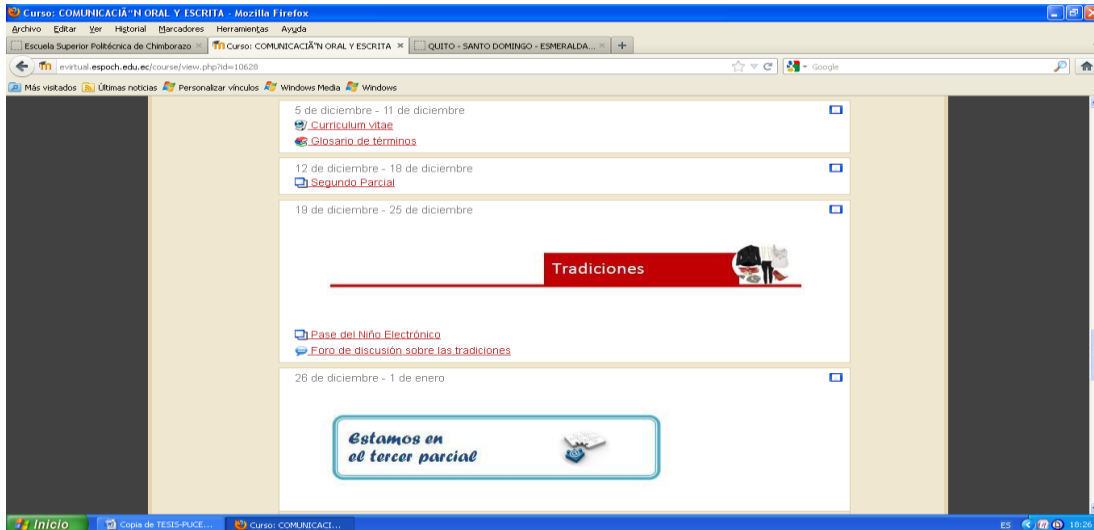 Curso: COMUNICACIÃ“N ORAL Y ESCRITA - Mozilla Firefox
Archivo Editar Ver Historial Marcadores Herramientas Ayuda
Escuela Superior Politécnica de Chimborazo × Curso: COMUNICACIÃ“N ORAL Y ESCRITA × QUITO - SANTO DOMINGO - ESMERALDA... × +
evirtual.espoch.edu.ec/course/view.php?id=10628 Google
Más visitados Últimas noticias Personalizar vínculos Windows Media Windows
5 de diciembre - 11 de diciembre
Curriculum vitae
Glosario de términos
12 de diciembre - 18 de diciembre
Segundo Parcial
19 de diciembre - 25 de diciembre
Tradiciones
Pase del Niño Electrónico
Foro de discusión sobre las tradiciones
26 de diciembre - 1 de enero
Estamos en
el tercer parcial
Inicio Copia de TESIS-PUCE... Curso: COMUNICACI... ES 18:26